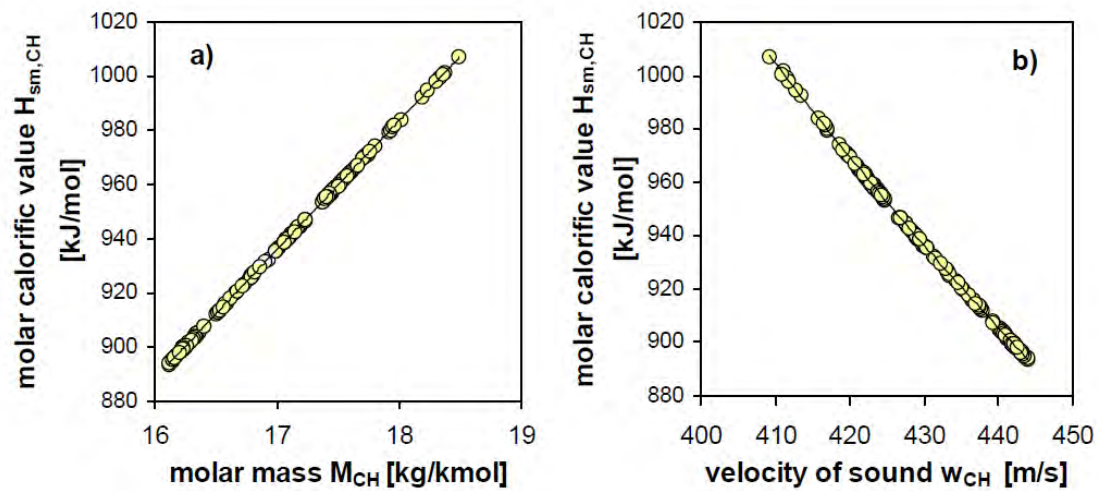 molar calorific value Hsm,CH
[kJ/mol]
1020
1000
980
960
940
920
900
880
a)
16 17 18 19
molar mass MCH [kg/kmol]
molar calorific value Hsm,CH
[kJ/mol]
1020
1000
980
960
940
920
900
880
b)
400 410 420 430 440 450
velocity of sound wCH [m/s]